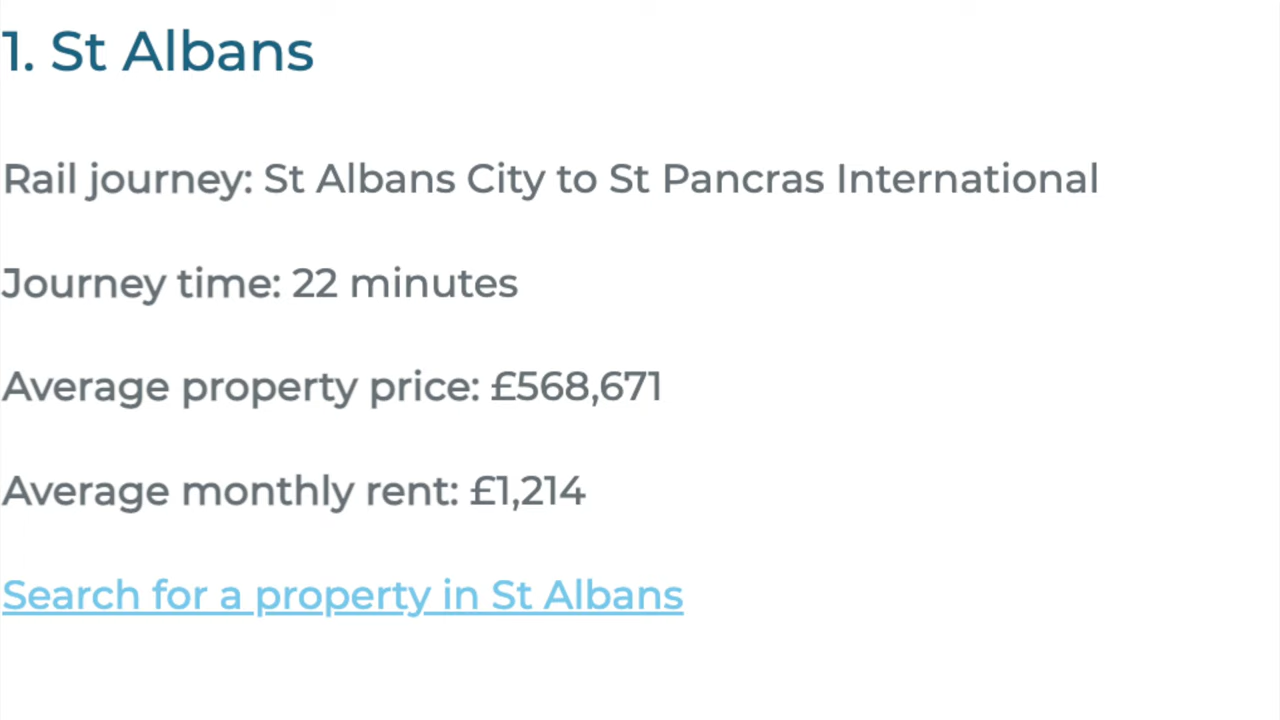 1. St Albans
Rail journey: St Albans City to St Pancras International
Journey time: 22 minutes
Average property price: £568,671
Average monthly rent: £1,214
Search for a property in St Albans